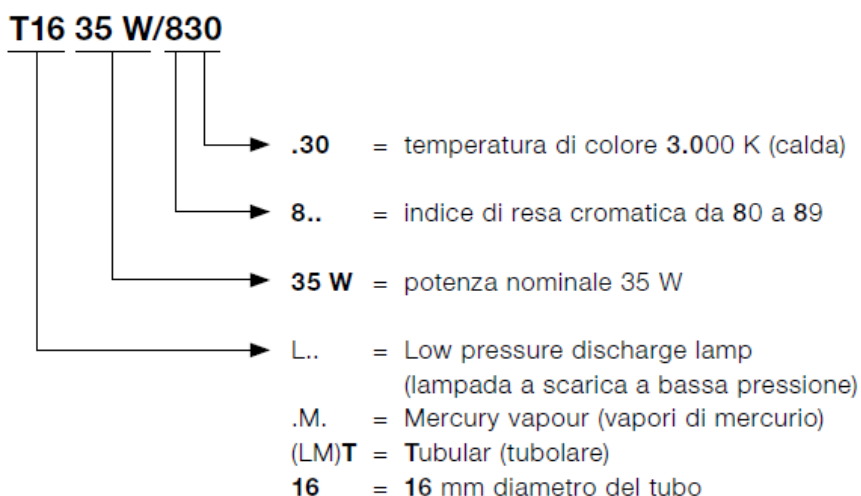 T16 35 W/830
.30 = temperatura di colore 3.000 K (calda)
8.. = indice di resa cromatica da 80 a 89
35 W = potenza nominale 35 W
L.. = Low pressure discharge lamp
(lampada a scarica a bassa pressione)
.M. = Mercury vapour (vapori di mercurio)
(LM)T = Tubular (tubolare)
16 = 16 mm diametro del tubo